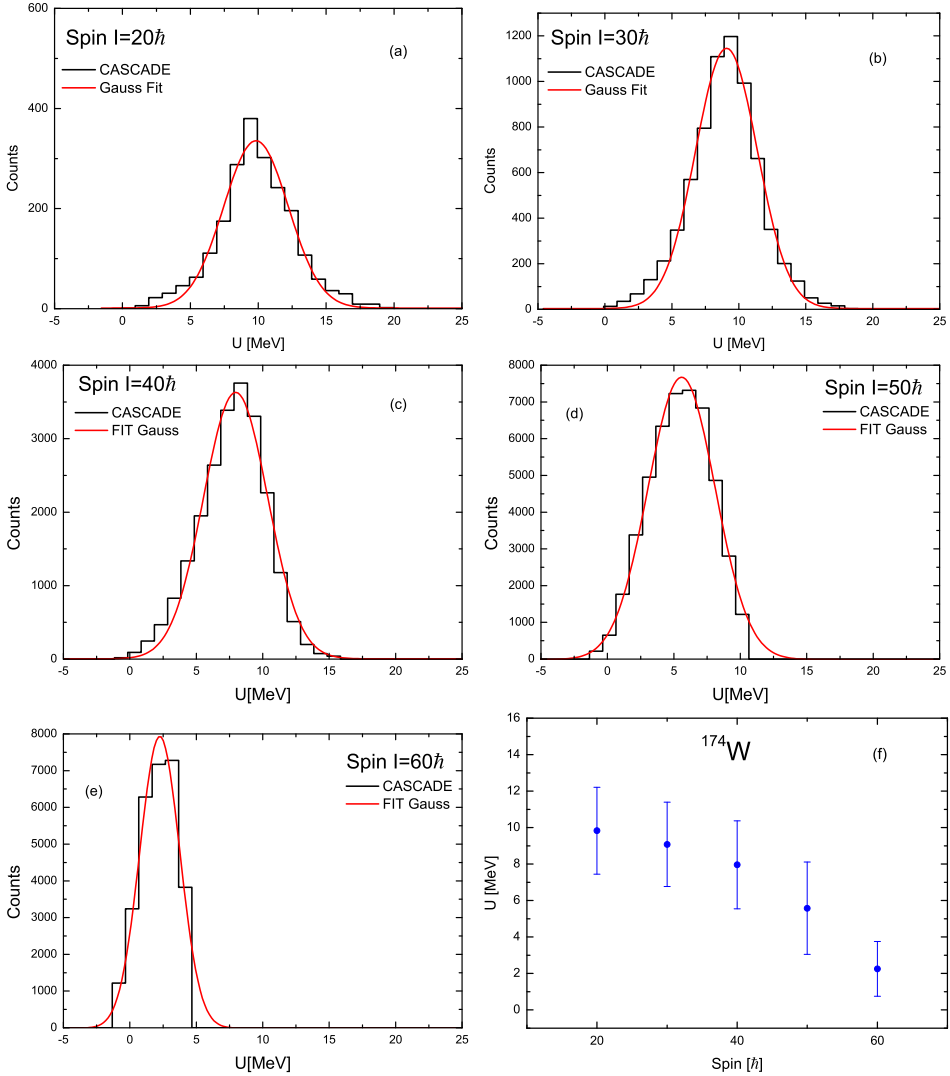 Spin I=20ħ
(a)
CASCADE
Gauss Fit
Counts
600
400
200
0
-5 0 5 10 15 20 25
U [MeV]
Spin I=30ħ
(b)
CASCADE
Gauss Fit
Counts
1200
1000
800
600
400
200
0
-5 0 5 10 15 20 25
U [MeV]
Spin I=40ħ
(c)
CASCADE
FIT Gauss
Counts
4000
3000
2000
1000
0
-5 0 5 10 15 20 25
U[MeV]
Spin I=50ħ
(d)
CASCADE
FIT Gauss
Counts
8000
7000
6000
5000
4000
3000
2000
1000
0
-5 0 5 10 15 20 25
U[MeV]
Spin I=60ħ
(e)
CASCADE
FIT Gauss
Counts
8000
7000
6000
5000
4000
3000
2000
1000
0
-5 0 5 10 15 20 25
U[MeV]
174W
(f)
U [MeV]
16
14
12
10
8
6
4
2
0
20 40 60
Spin [ħ]